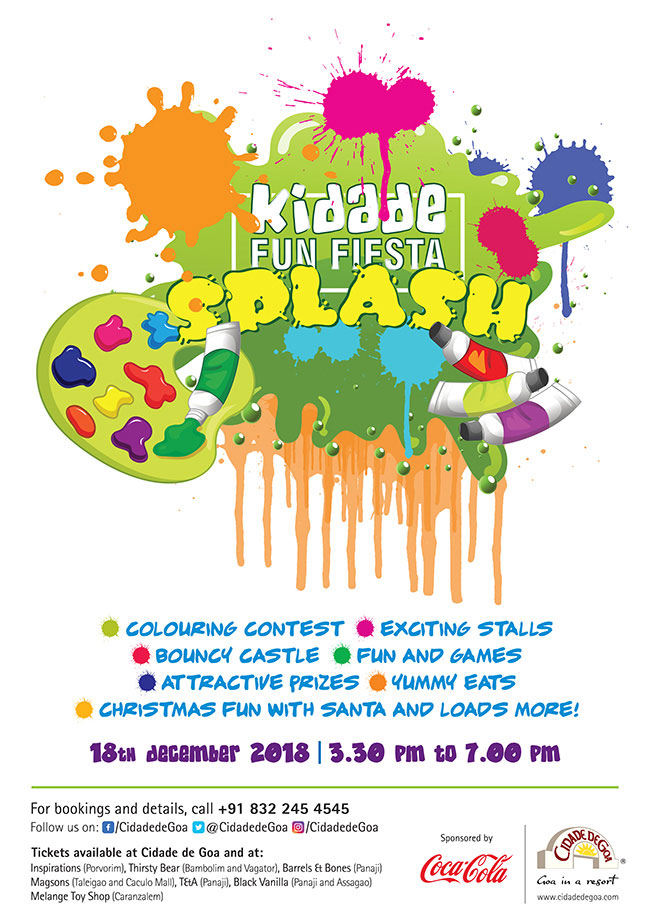 Kidade
FUN FIESTA
SPLASH
COLOURING CONTEST EXCITING STALLS
BOUNCY CASTLE FUN AND GAMES
ATTRACTIVE PRIZES YUMMY EATS
CHRISTMAS FUN WITH SANTA AND LOADS MORE!
18TH december 2018 | 3.30 pm to 7.00 pm
For bookings and details, call +91 832 245 4545
Follow us on: f/CidadedeGoa @CidadedeGoa /CidadedeGoa
Tickets available at Cidade de Goa and at:
Inspirations (Porvorim), Thirsty Bear (Bambolim and Vagator), Barrels & Bones (Panaji)
Magsons (Taleigao and Caculo Mall), T&A (Panaji), Black Vanilla (Panaji and Assagao)
Melange Toy Shop (Caranzalem)
Sponsored by
Coca-Cola
CIDADE DE GOA ®
Goa in a resort
www.cidadedegoa.com